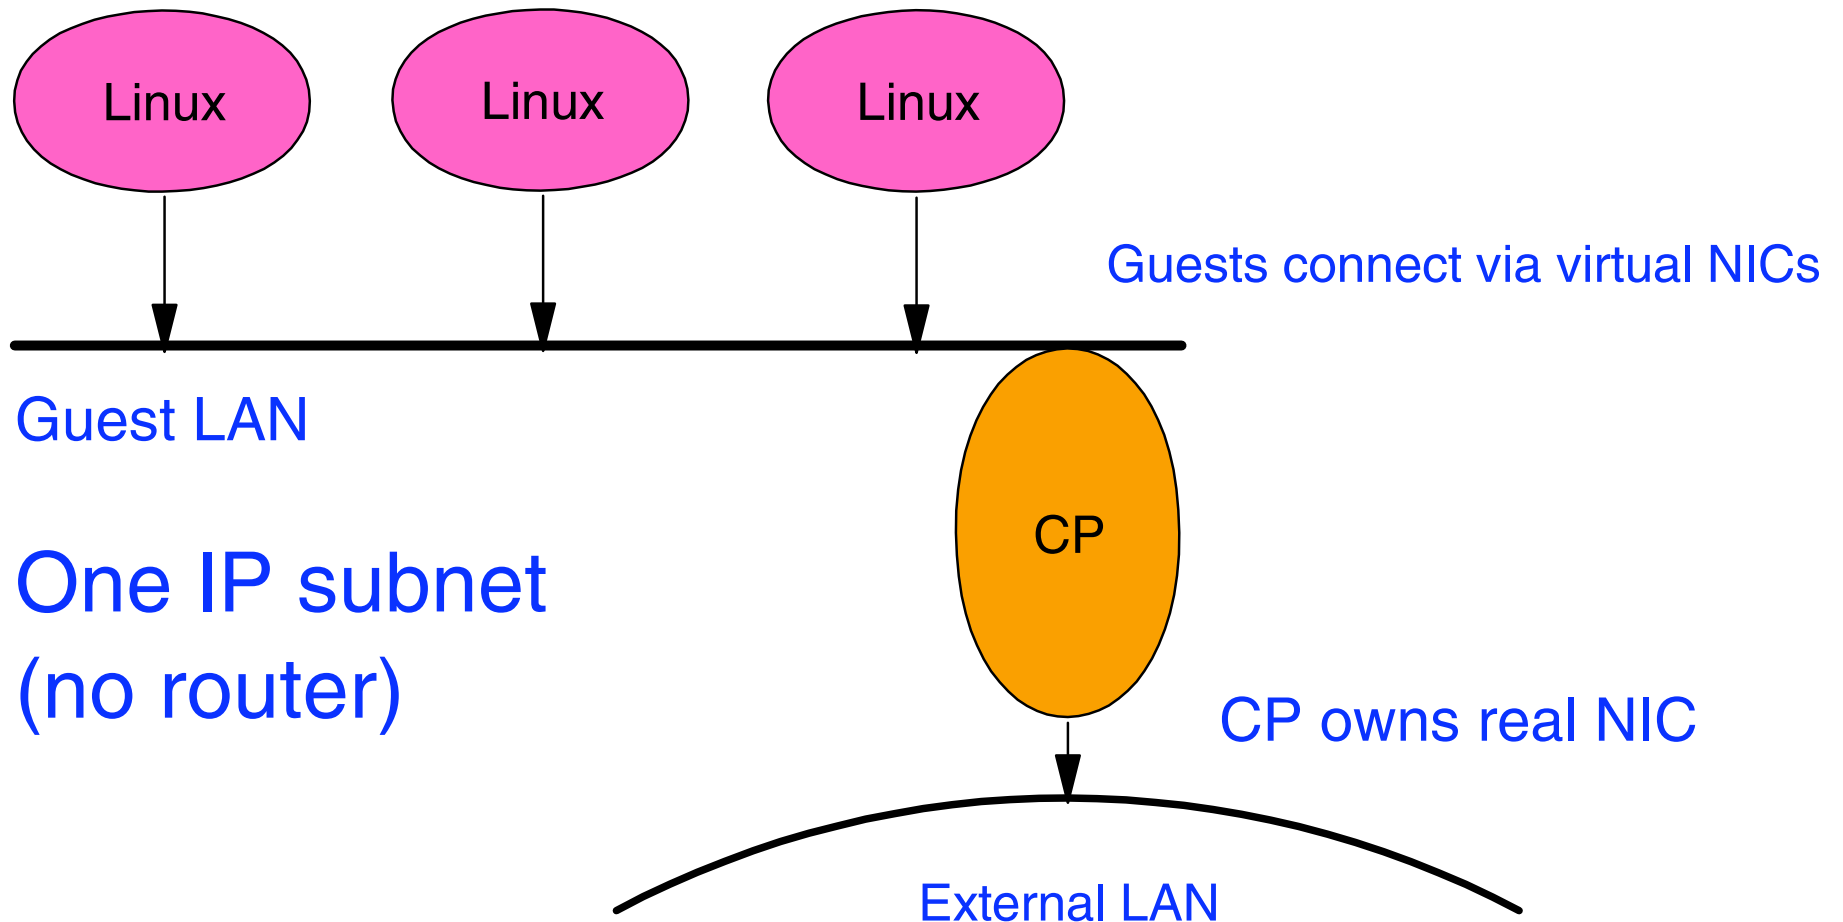 Linux
Linux
Linux
Guests connect via virtual NICs
Guest LAN
CP
One IP subnet
(no router)
CP owns real NIC
External LAN